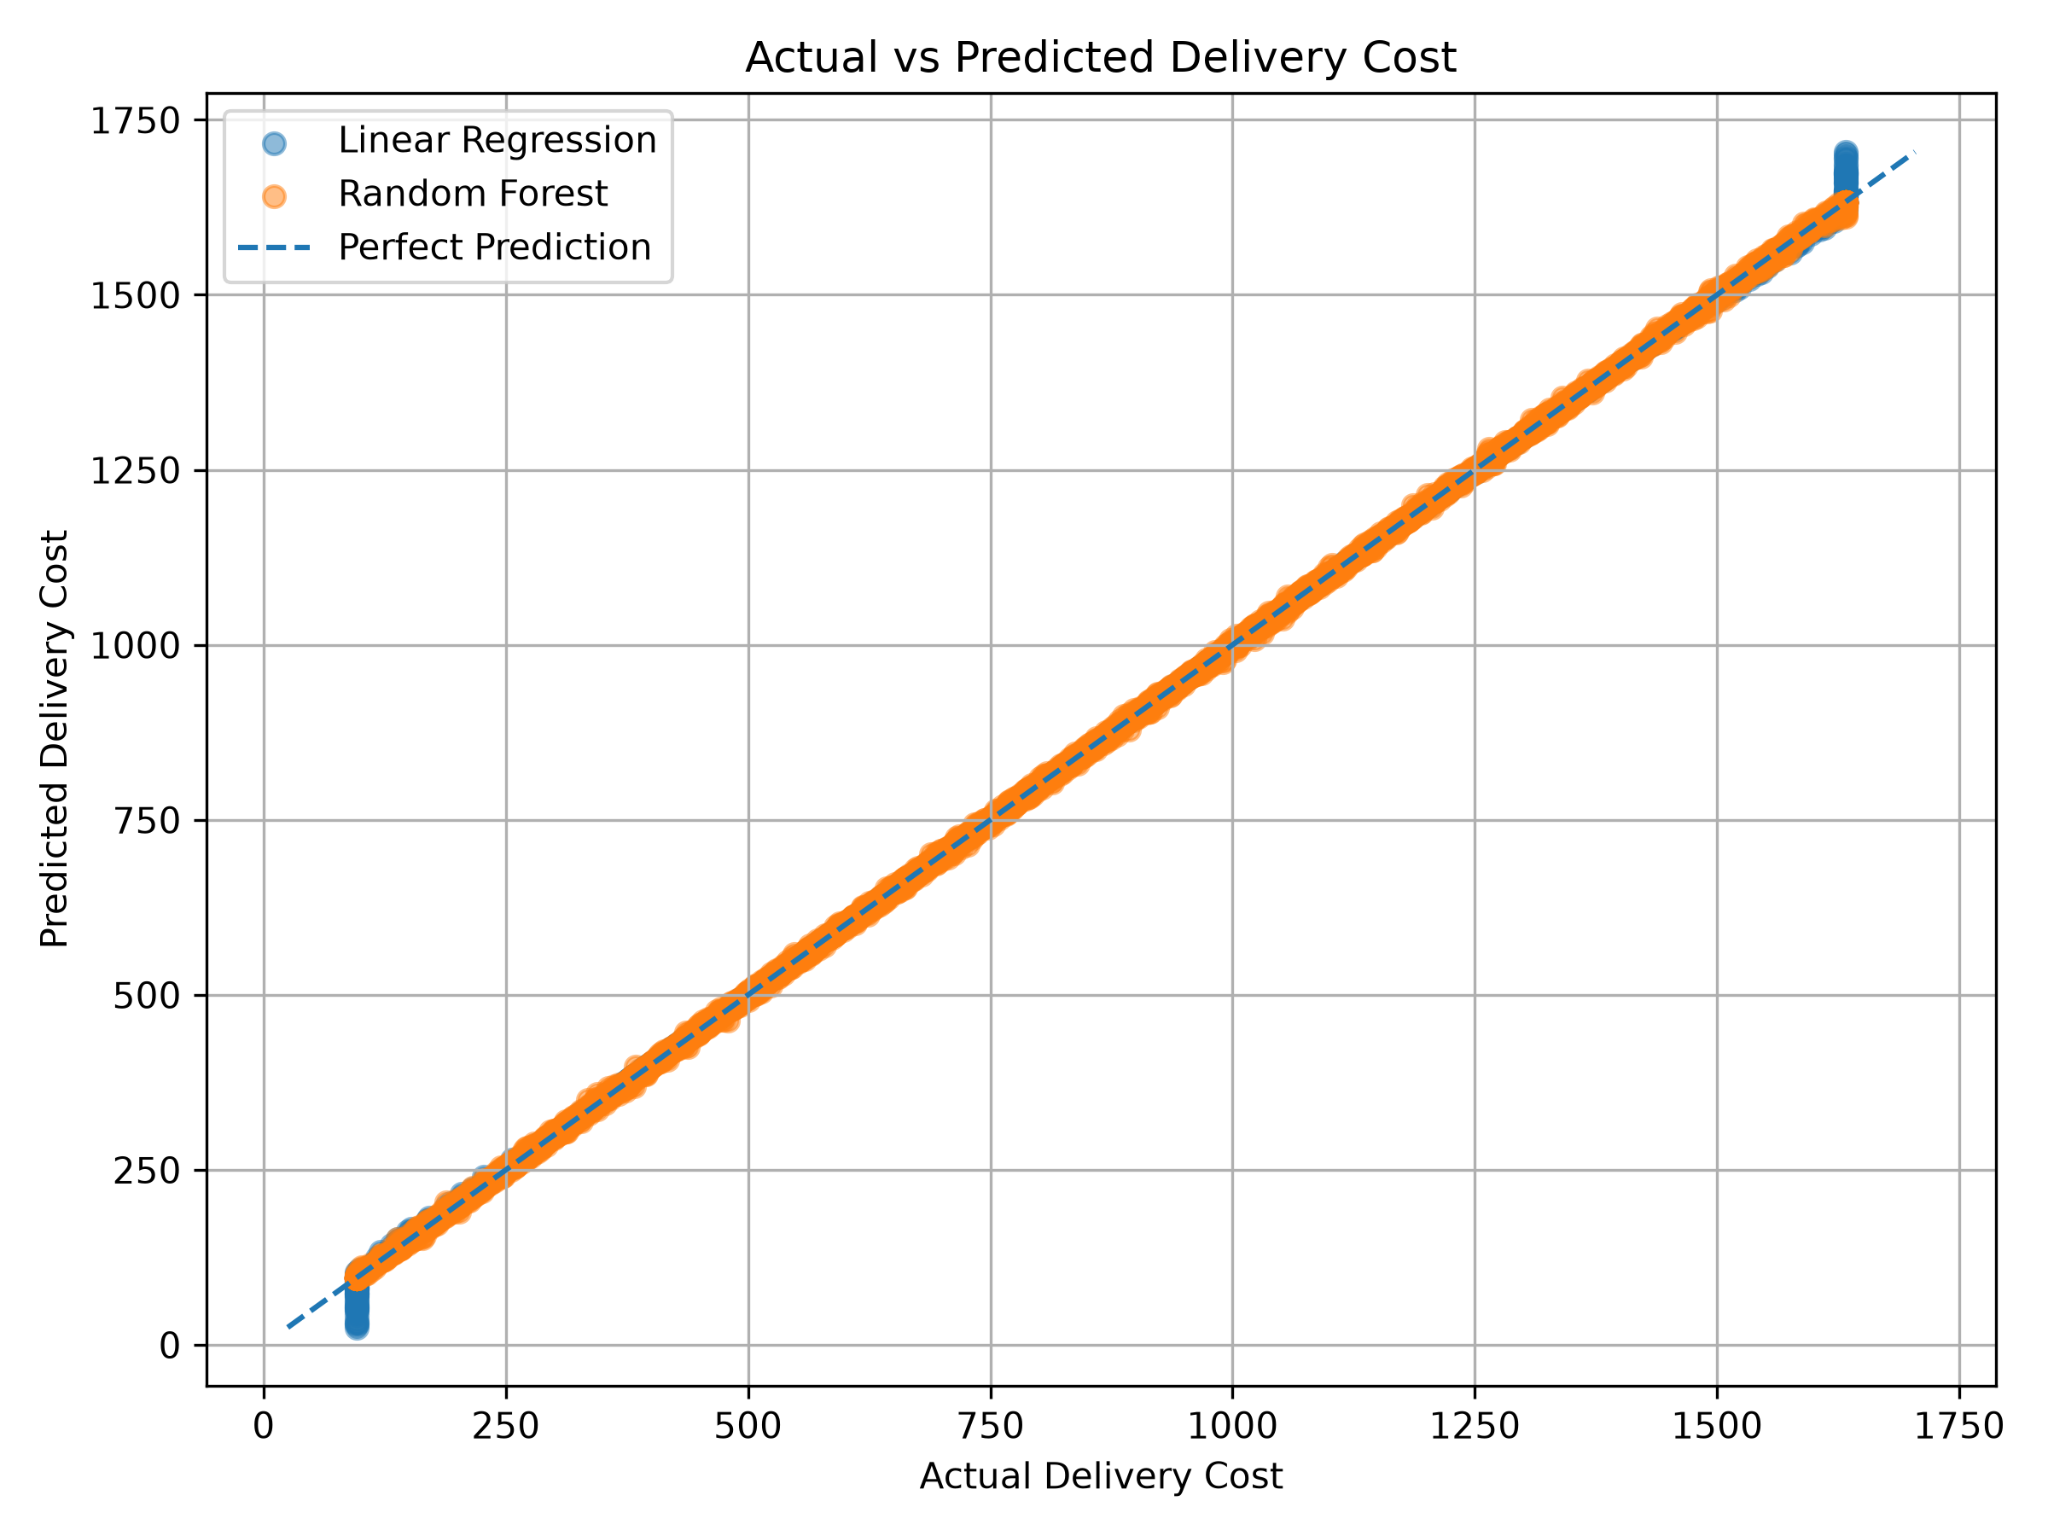 Actual vs Predicted Delivery Cost
Linear Regression
Random Forest
Perfect Prediction
Predicted Delivery Cost
1750
1500
1250
1000
750
500
250
0
0 250 500 750 1000 1250 1500 1750
Actual Delivery Cost